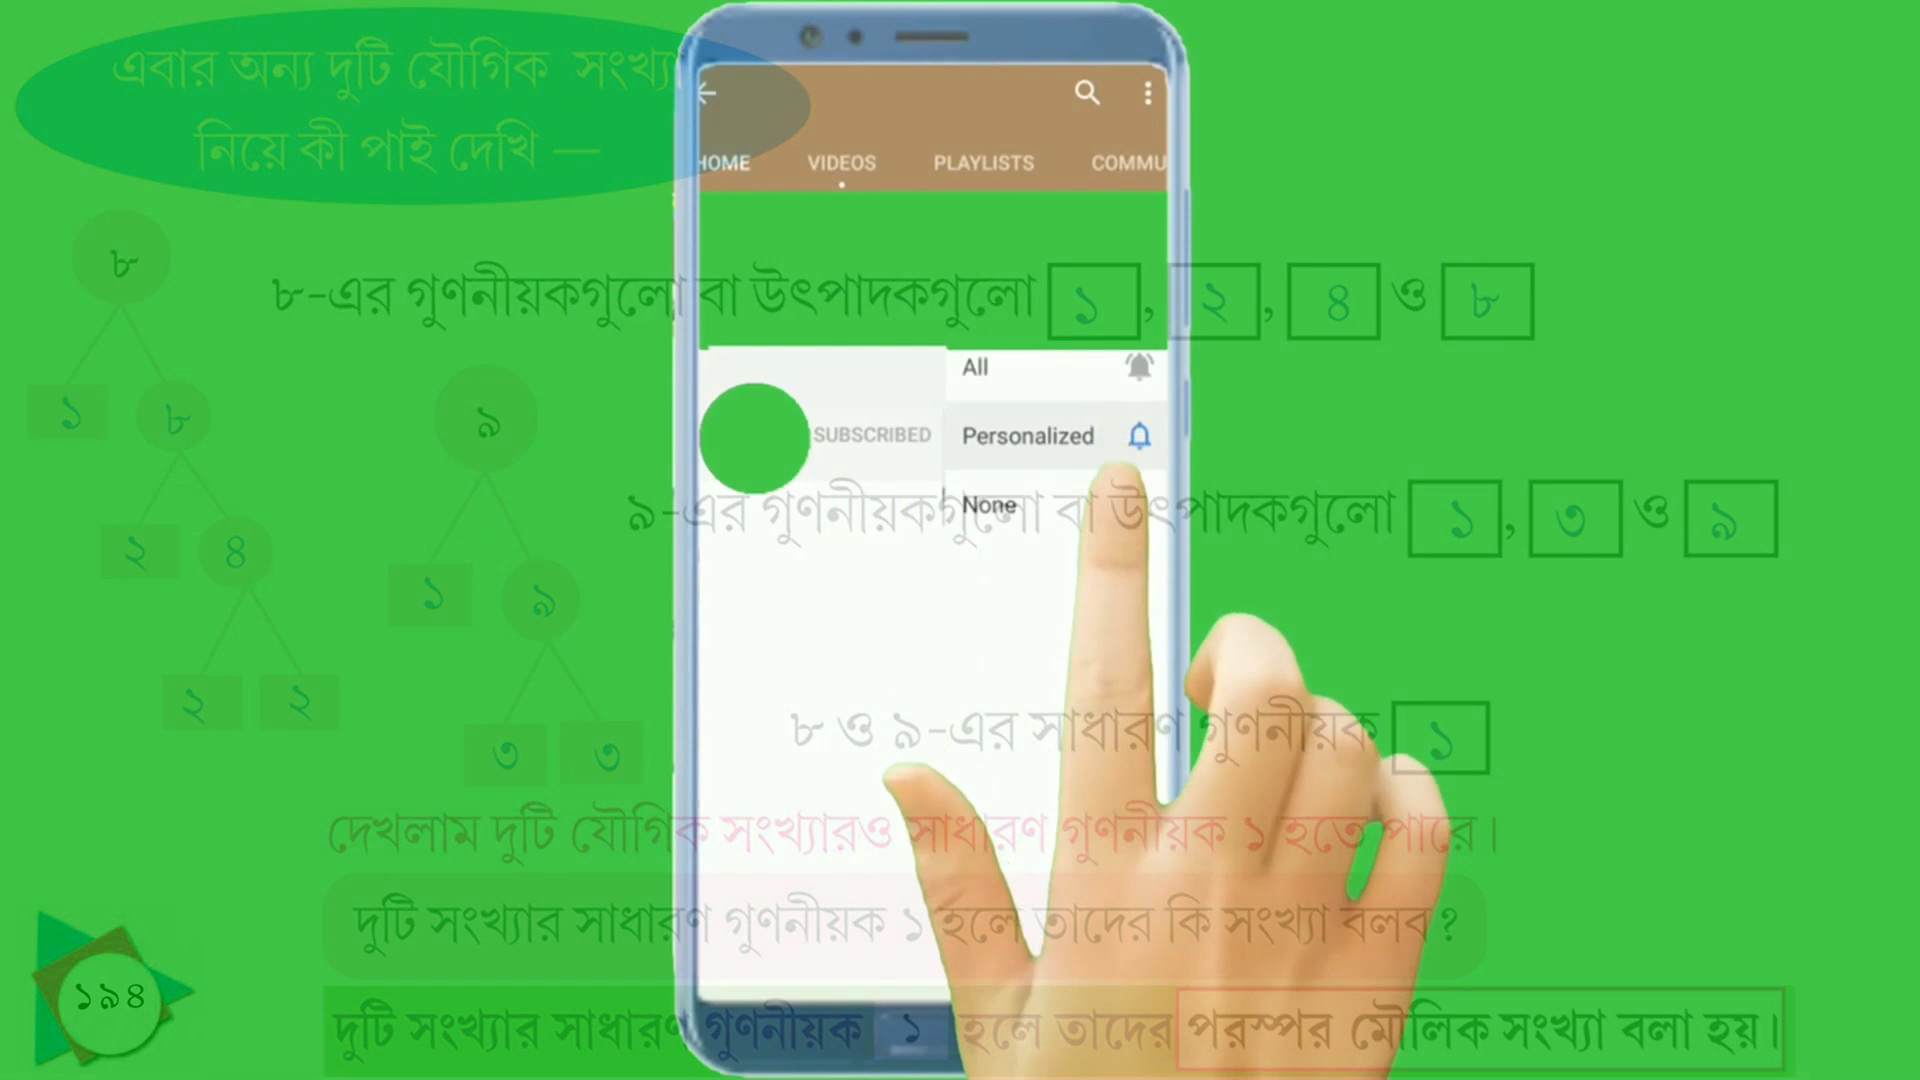 এবার অন্য দুটি যৌগিক সংখ্যা
নিয়ে কী পাই দেখি —
HOME VIDEOS PLAYLISTS COMMU
৮
৮-এর গুণনীয়কগুলো বা উৎপাদকগুলো ১, ২, ৪ ও ৮
All
১ ৮
৯
SUBSCRIBED Personalized
None
৯-এর গুণনীয়কগুলো বা উৎপাদকগুলো ১, ৩ ও ৯
২ ৪
১ ৯
২ ২
৩ ৩
৮ ও ৯-এর সাধারণ গুণনীয়ক ১
দেখলাম দুটি যৌগিক সংখ্যারও সাধারণ গুণনীয়ক ১ হতে পারে।
দুটি সংখ্যার সাধারণ গুণনীয়ক ১ হলে তাদের কি সংখ্যা বলব?
১৯৪
দুটি সংখ্যার সাধারণ গুণনীয়ক ১ হলে তাদের পরস্পর মৌলিক সংখ্যা বলা হয়।